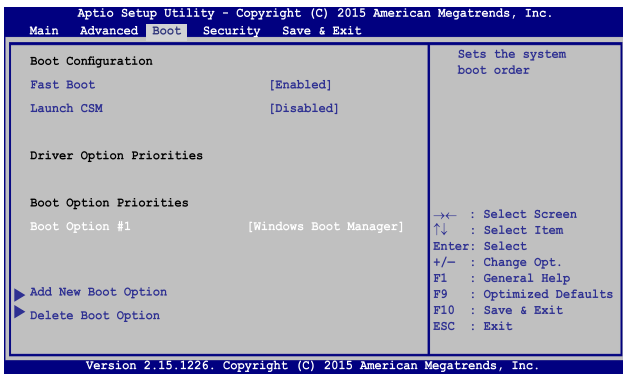 Aptio Setup Utility - Copyright (C) 2015 American Megatrends, Inc.
Main Advanced Boot Security Save & Exit
Boot Configuration
Fast Boot [Enabled]
Launch CSM [Disabled]
Driver Option Priorities
Boot Option Priorities
Boot Option #1 [Windows Boot Manager]
Add New Boot Option
Delete Boot Option
Sets the system
boot order
→← : Select Screen
↑↓ : Select Item
Enter: Select
+/— : Change Opt.
F1 : General Help
F9 : Optimized Defaults
F10 : Save & Exit
ESC : Exit
Version 2.15.1226. Copyright (C) 2015 American Megatrends, Inc.